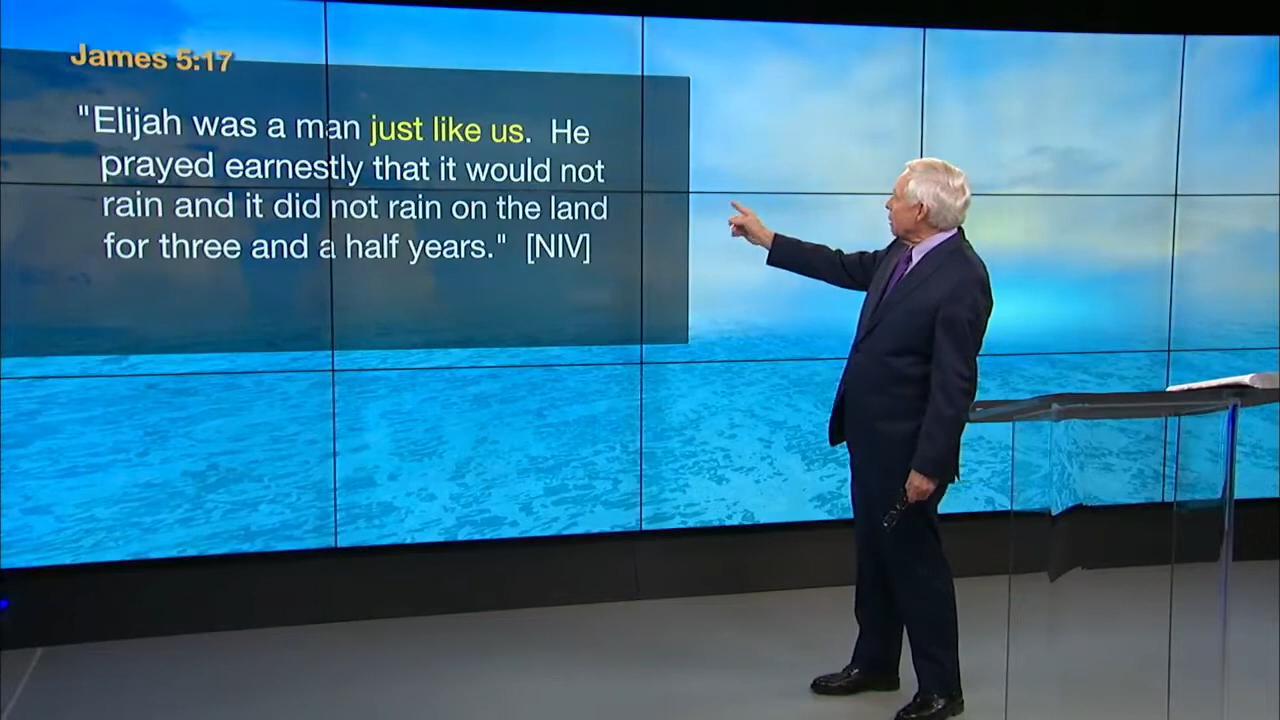 James 5:17
"Elijah was a man just like us.  He
prayed earnestly that it would not
rain and it did not rain on the land
for three and a half years."  [NIV]